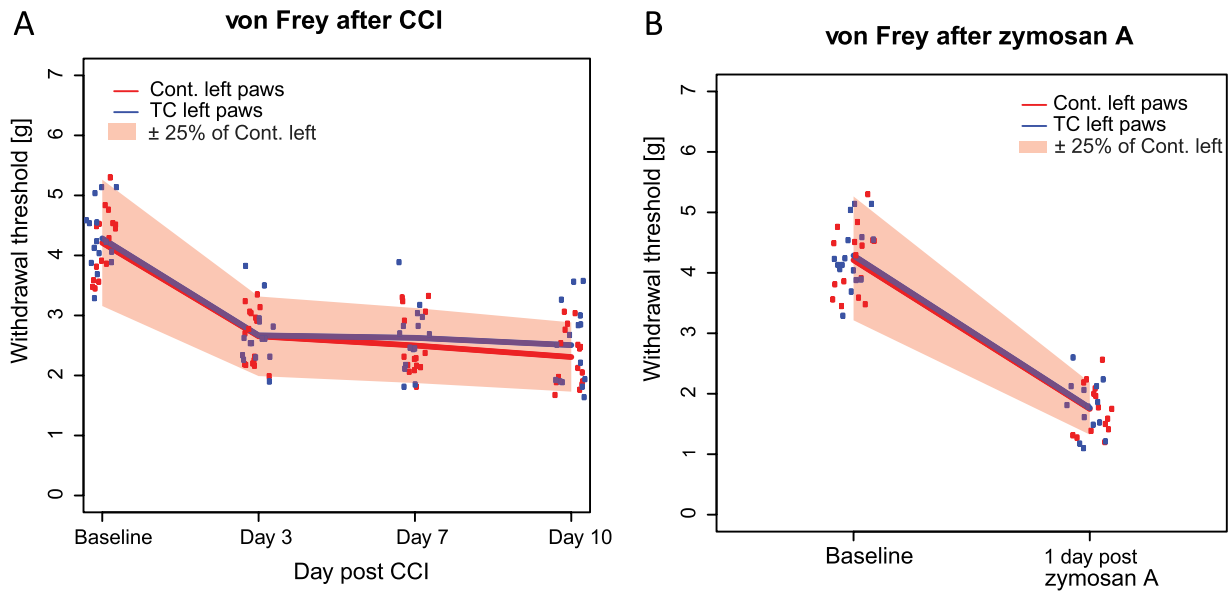 A
von Frey after CCI
Withdrawal threshold [g]
7
6
5
4
3
2
1
0
Cont. left paws
TC left paws
± 25% of Cont. left
Baseline
Day 3
Day 7
Day 10
Day post CCI
B
von Frey after zymosan A
Withdrawal threshold [g]
7
6
5
4
3
2
1
0
Cont. left paws
TC left paws
± 25% of Cont. left
Baseline
1 day post
zymosan A